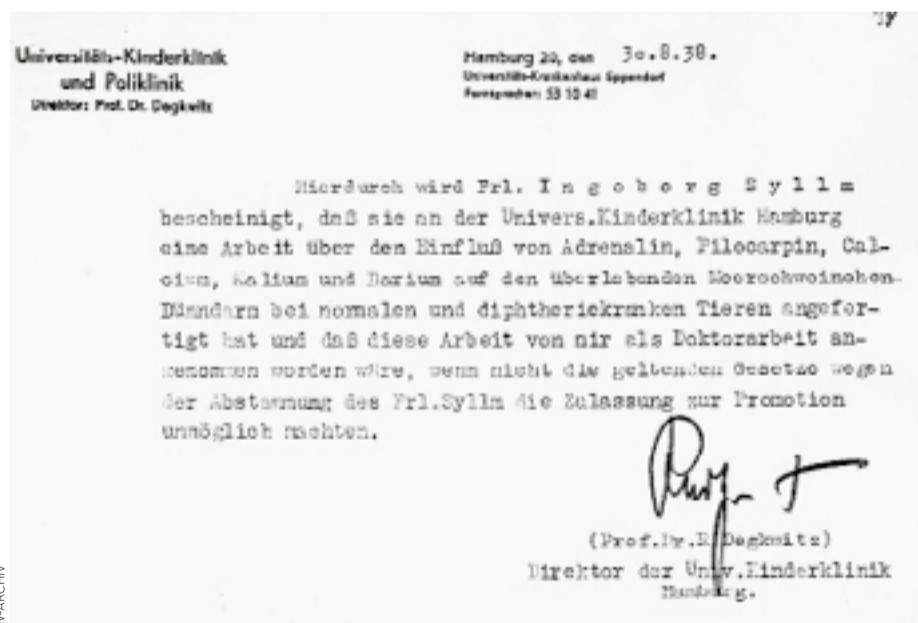 Universitäts-Kinderklinik
und Poliklinik
Direktor: Prof. Dr. Degkwitz
Hamburg 20, den 30.8.38.
Universitäts-Krankenhaus Eppendorf
Fernsprecher: 53 10 41
Hierdurch wird Frl. Ingeborg Syllm
bescheinigt, daß sie an der Univers.Kinderklinik Hamburg
eine Arbeit über den Einfluß von Adrenalin, Pilocarpin, Cal-
cium, Kalium und Barium auf den überlebenden Meerschweinchen-
Dünndarm bei normalen und diphtheriekranken Tieren angefer-
tigt hat und daß diese Arbeit von mir als Doktorarbeit an-
genommen worden wäre, wenn nicht die geltenden Gesetze wegen
der Abstammung des Frl.Syllm die Zulassung zur Promotion
unmöglich machten.
(Prof.Dr.R.Degkwitz)
Direktor der Univ.Kinderklinik
Hamburg.